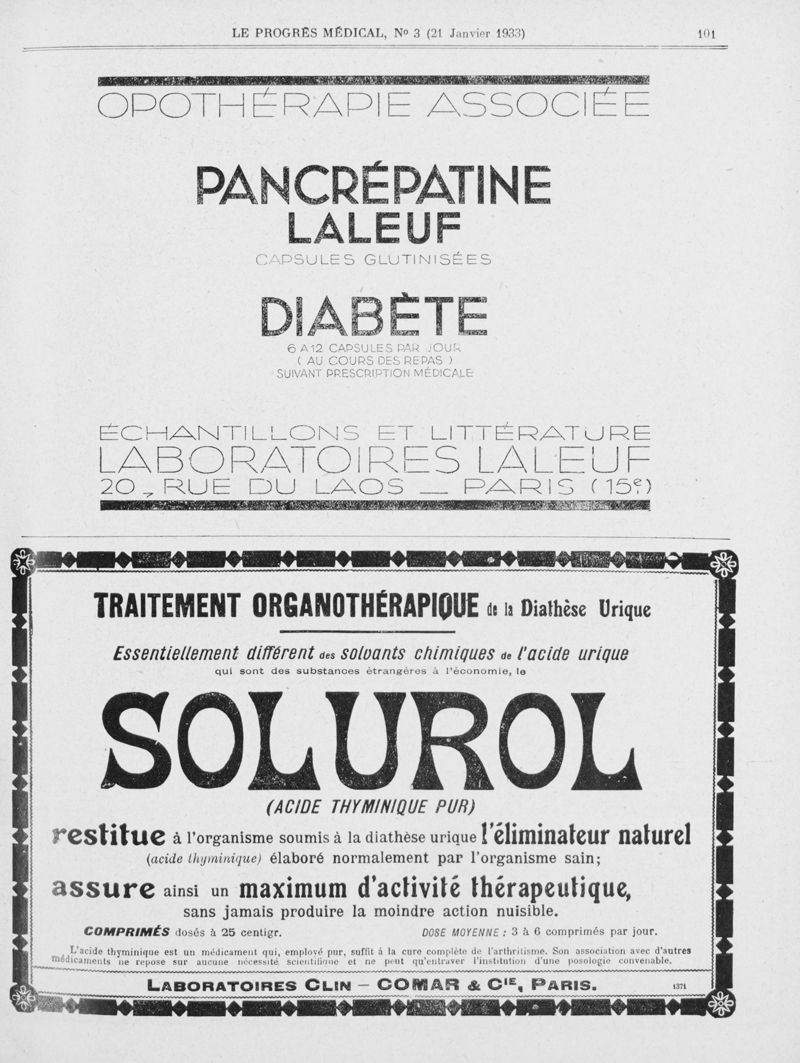 LE PROGRÈS MÉDICAL, Nº 3 (21 Janvier 1933) 101
OPOTHÉRAPIE ASSOCIÉE
PANCRÉPATINE
LALEUF
CAPSULES GLUTINISÉES
DIABÈTE
6 A 12 CAPSULES PAR JOUR
( AU COURS DES REPAS )
SUIVANT PRESCRIPTION MÉDICALE
ÉCHANTILLONS ET LITTÉRATURE
LABORATOIRES LALEUF
20, RUE DU LAOS — PARIS (15e)
TRAITEMENT ORGANOTHÉRAPIQUE de la Diathèse Urique
Essentiellement différent des solvants chimiques de l'acide urique
qui sont des substances étrangères à l'économie, le
SOLUROL
(ACIDE THYMINIQUE PUR)
restitue à l'organisme soumis à la diathèse urique l'éliminateur naturel
(acide thyminique) élaboré normalement par l'organisme sain;
assure ainsi un maximum d'activité thérapeutique,
sans jamais produire la moindre action nuisible.
COMPRIMÉS dosés à 25 centigr. DOSE MOYENNE : 3 à 6 comprimés par jour.
L'acide thyminique est un médicament qui, employé pur, suffit à la cure complète de l'arthritisme. Son association avec d'autres
médicaments ne repose sur aucune nécessité scientifique et ne peut qu'entraver l'institution d'une posologie convenable.
LABORATOIRES CLIN – COMAR & CIE, PARIS. 1371